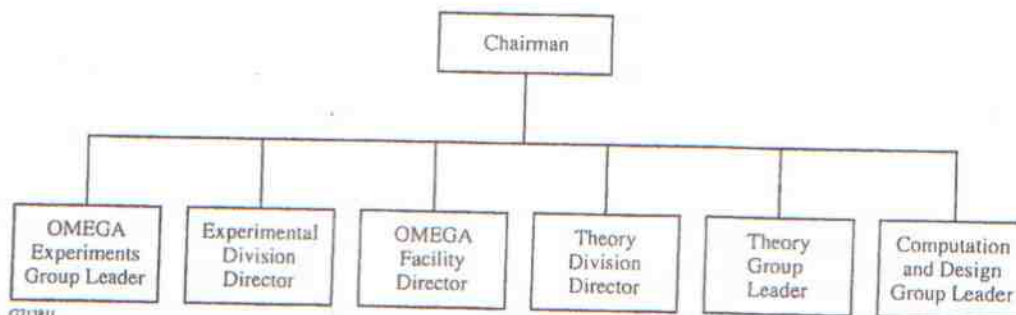 Chairman
OMEGA
Experiments
Group Leader
Experimental
Division
Director
OMEGA
Facility
Director
Theory
Division
Director
Theory
Group
Leader
Computation
and Design
Group Leader